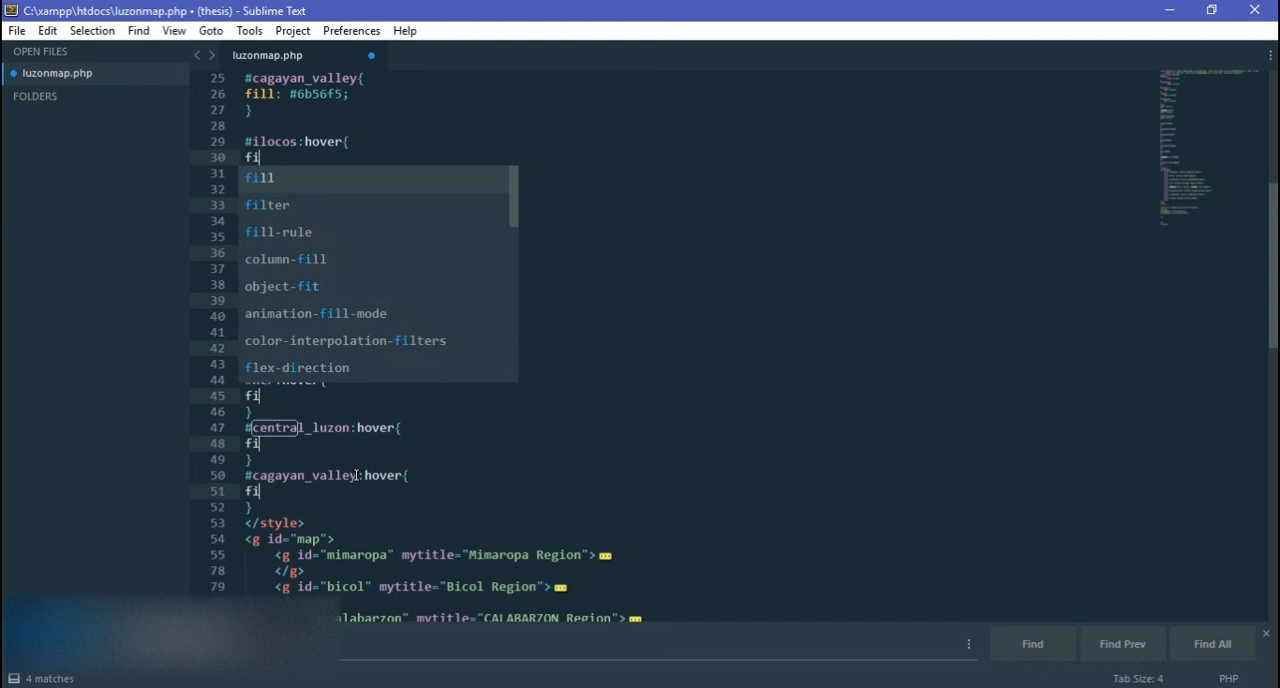 C:\xampp\htdocs\luzonmap.php • (thesis) - Sublime Text
File Edit Selection Find View Goto Tools Project Preferences Help
OPEN FILES
luzonmap.php
FOLDERS
luzonmap.php
25 #cagayan_valley{
26 fill: #6b56f5;
27 }
28
29 #ilocos:hover{
30 fi
31 fill
32
33 filter
34
35 fill-rule
36
37 column-fill
38 object-fit
39
40 animation-fill-mode
41
42 color-interpolation-filters
43 flex-direction
44
45 fi
46 }
47 #central_luzon:hover{
48 fi
49 }
50 #cagayan_valley:hover{
51 fi
52 }
53 </style>
54 <g id="map">
55 <g id="mimaropa" mytitle="Mimaropa Region">
78 </g>
79 <g id="bicol" mytitle="Bicol Region">
alabarzon" mytitle="CALABARZON Region">
Find Find Prev Find All
4 matches Tab Size: 4 PHP